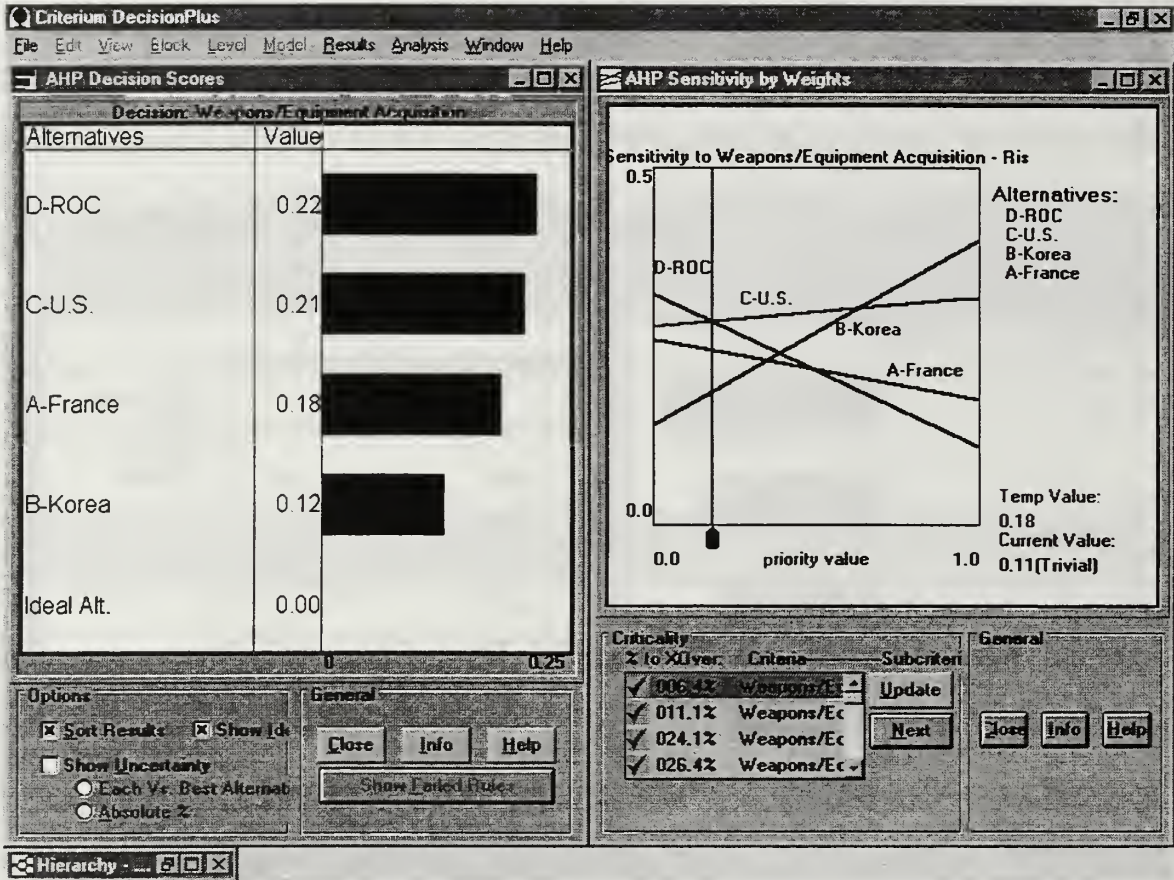 Criterium DecisionPlus
File Edit View Block Level Model Results Analysis Window Help
AHP Decision Scores
Decision: Weapons/Equipment Acquisition
Alternatives Value
D-ROC 0.22
C-U.S. 0.21
A-France 0.18
B-Korea 0.12
Ideal Alt. 0.00
0 0.25
Options
Sort Results Show Ide
Show Uncertainty
Each Vs. Best Alternat
Absolute %
General
Close Info Help
Show Failed Rules
Hierarchy - ...
AHP Sensitivity by Weights
Sensitivity to Weapons/Equipment Acquisition - Ris
0.5
D-ROC
C-U.S.
B-Korea
A-France
0.0
0.0 priority value 1.0
Alternatives:
D-ROC
C-U.S.
B-Korea
A-France
Temp Value:
0.18
Current Value:
0.11(Trivial)
Criticality
% to XOver: Criteria Subcriteri
006.4% Weapons/Ec
011.1% Weapons/Ec
024.1% Weapons/Ec
026.4% Weapons/Ec
Update
Next
General
Close Info Help